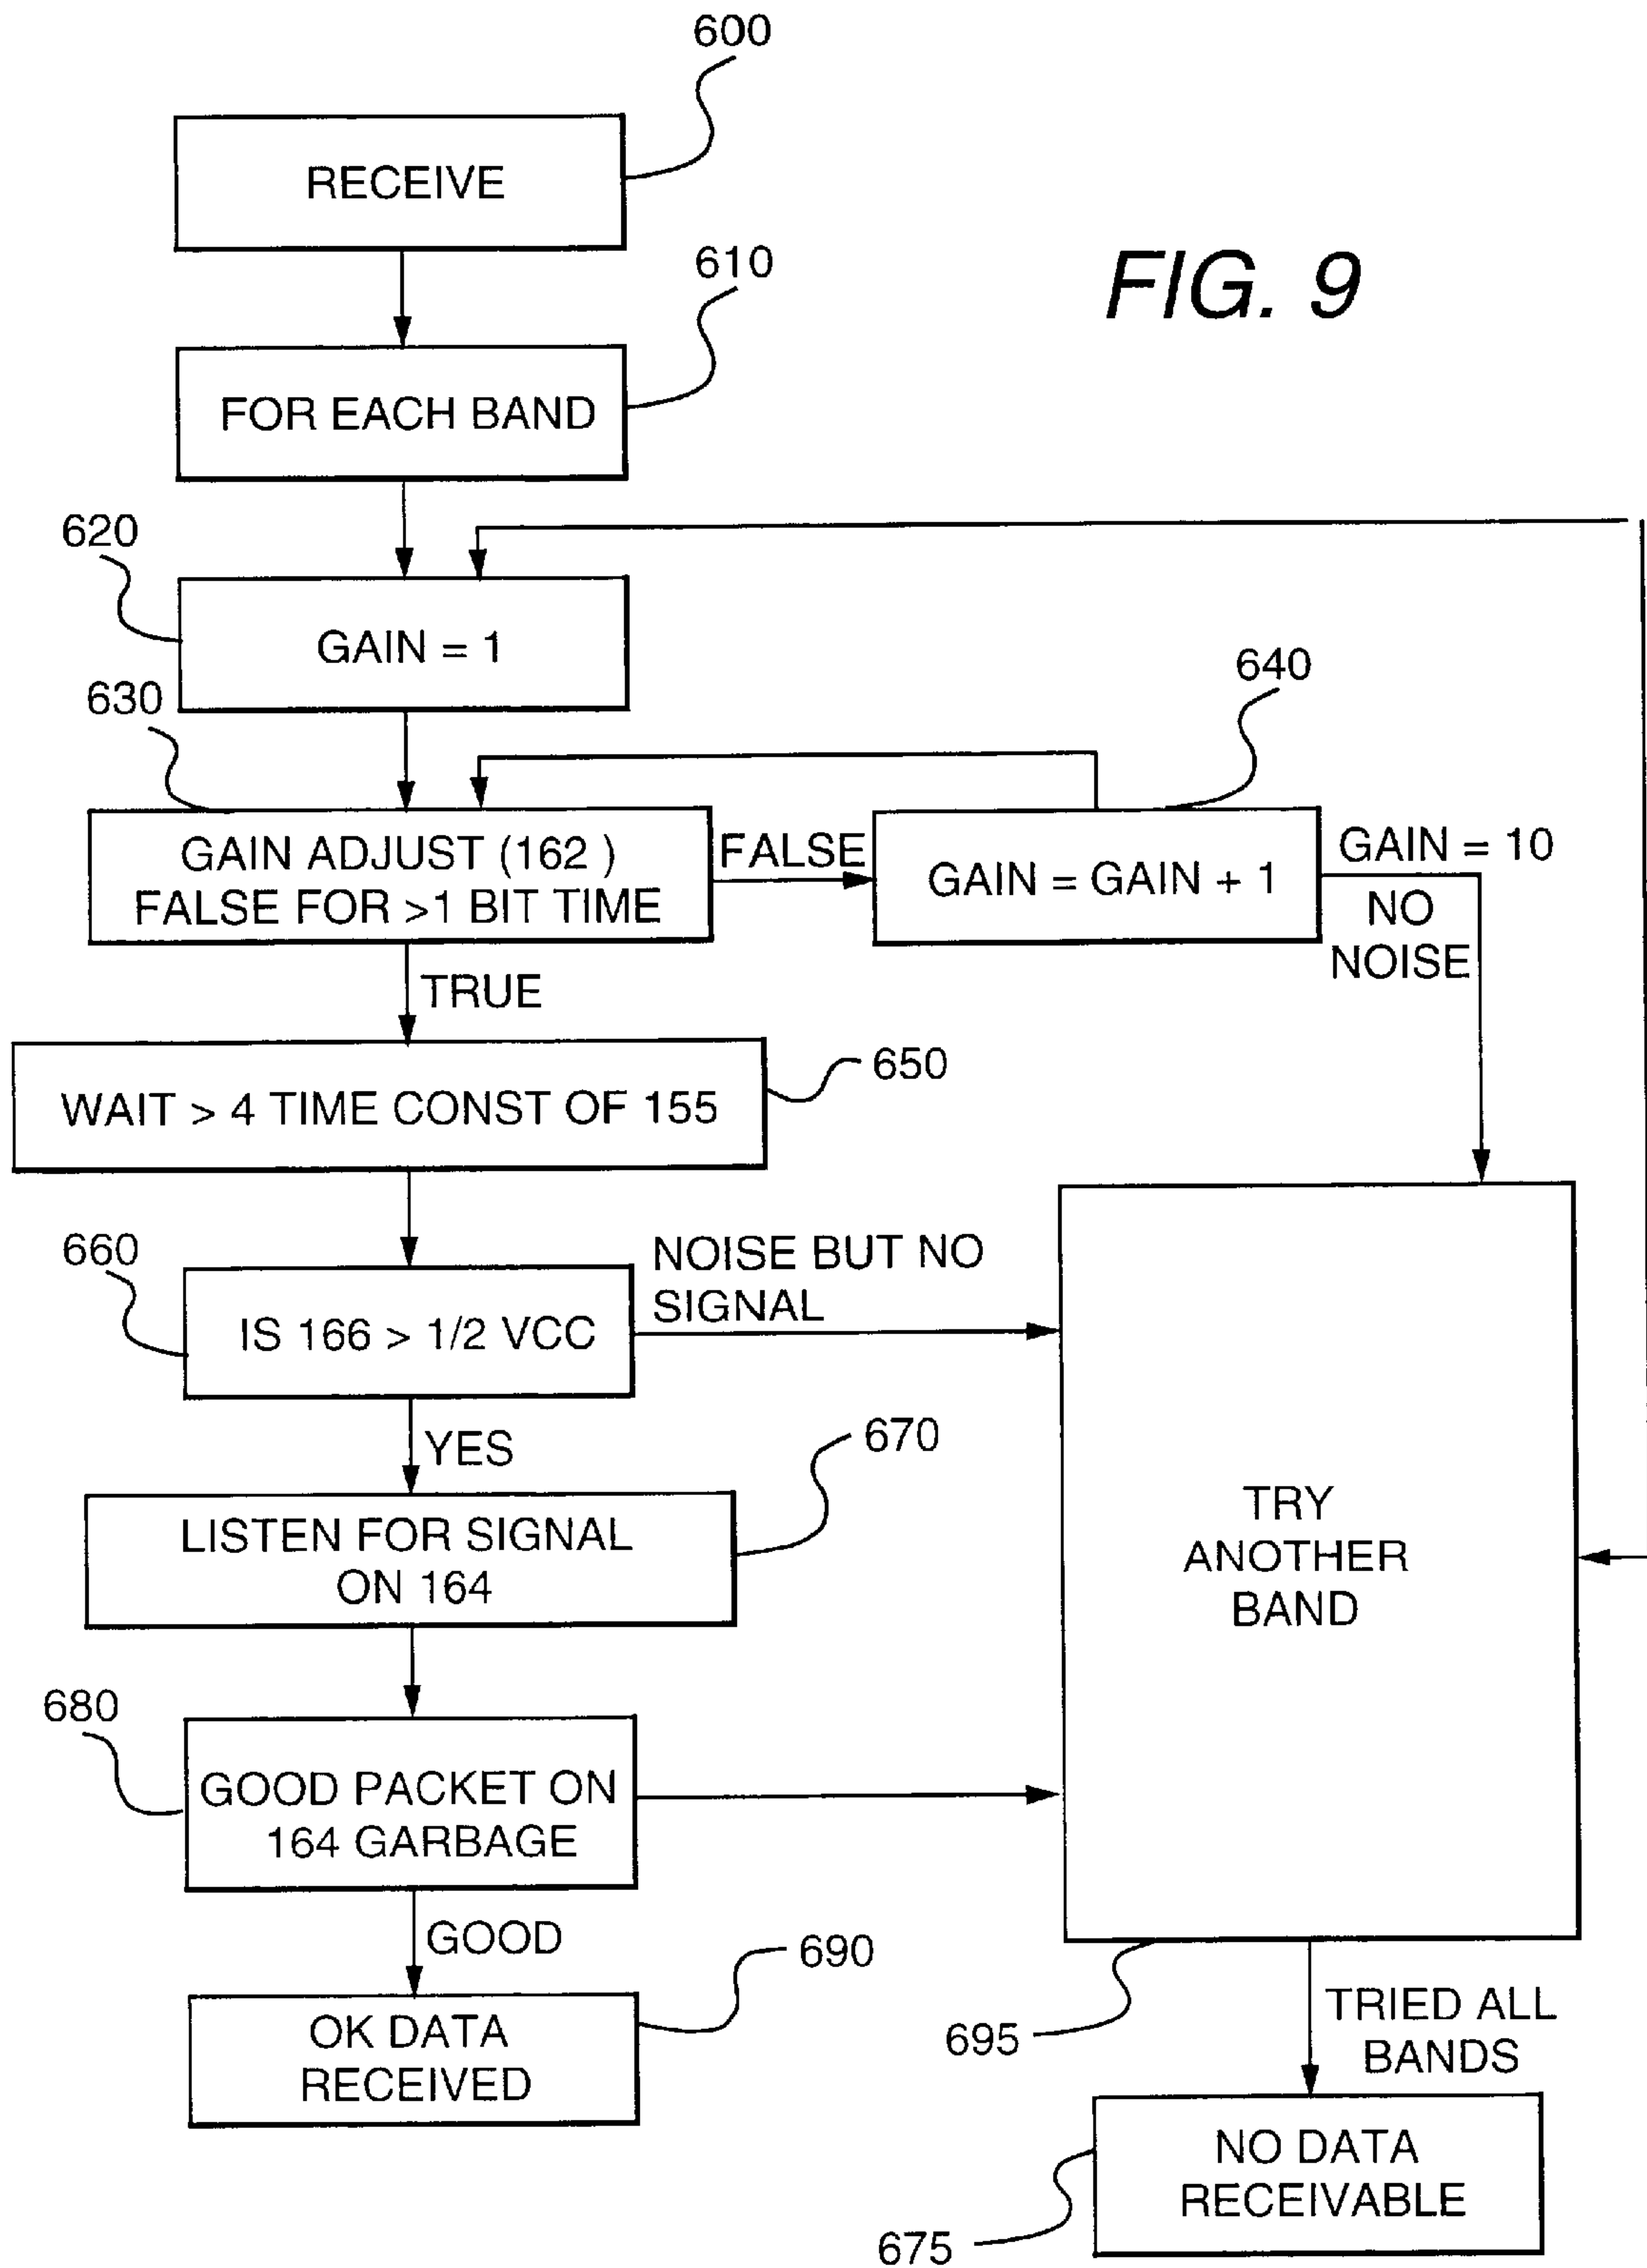 600
RECEIVE
610
FIG. 9
FOR EACH BAND
620
GAIN = 1
630
640
GAIN ADJUST (162 )
FALSE FOR >1 BIT TIME
FALSE
GAIN = GAIN + 1
GAIN = 10
NO
NOISE
TRUE
650
WAIT > 4 TIME CONST OF 155
660
NOISE BUT NO
SIGNAL
IS 166 > 1/2 VCC
YES
670
LISTEN FOR SIGNAL
ON 164
TRY
ANOTHER
BAND
680
GOOD PACKET ON
164 GARBAGE
GOOD
690
OK DATA
RECEIVED
695
TRIED ALL
BANDS
NO DATA
RECEIVABLE
675